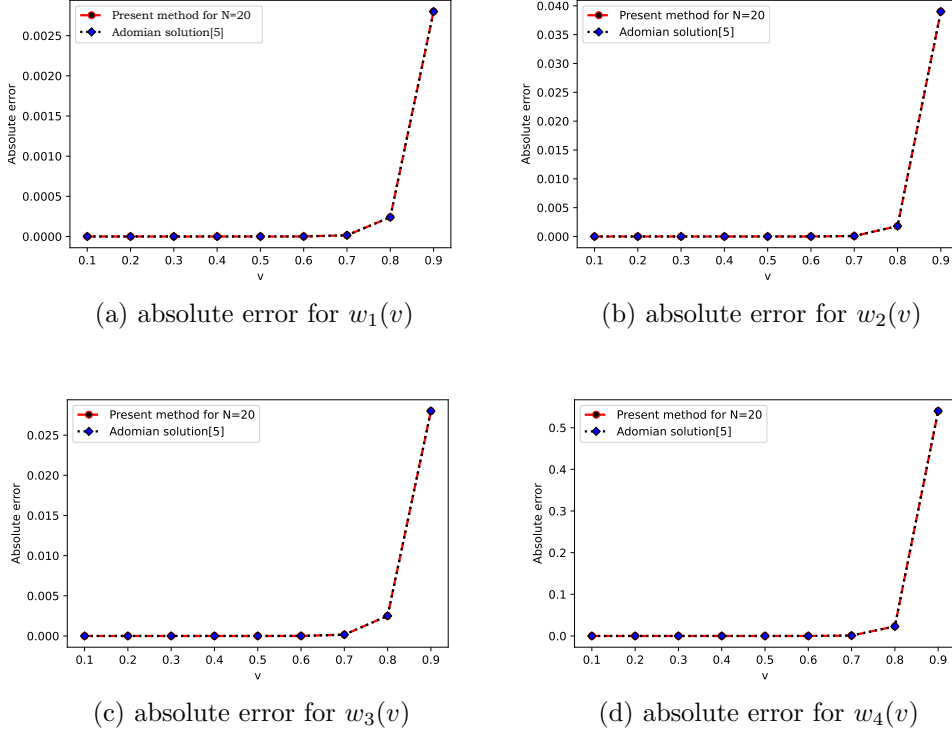 Present method for N=20
Adomian solution[5]
0.0025
0.0020
0.0015
0.0010
0.0005
0.0000
Absolute error
0.1 0.2 0.3 0.4 0.5 0.6 0.7 0.8 0.9
v
(a) absolute error for w₁(v)
Present method for N=20
Adomian solution[5]
0.040
0.035
0.030
0.025
0.020
0.015
0.010
0.005
0.000
Absolute error
0.1 0.2 0.3 0.4 0.5 0.6 0.7 0.8 0.9
v
(b) absolute error for w₂(v)
Present method for N=20
Adomian solution[5]
0.025
0.020
0.015
0.010
0.005
0.000
Absolute error
0.1 0.2 0.3 0.4 0.5 0.6 0.7 0.8 0.9
v
(c) absolute error for w₃(v)
Present method for N=20
Adomian solution[5]
0.5
0.4
0.3
0.2
0.1
0.0
Absolute error
0.1 0.2 0.3 0.4 0.5 0.6 0.7 0.8 0.9
v
(d) absolute error for w₄(v)